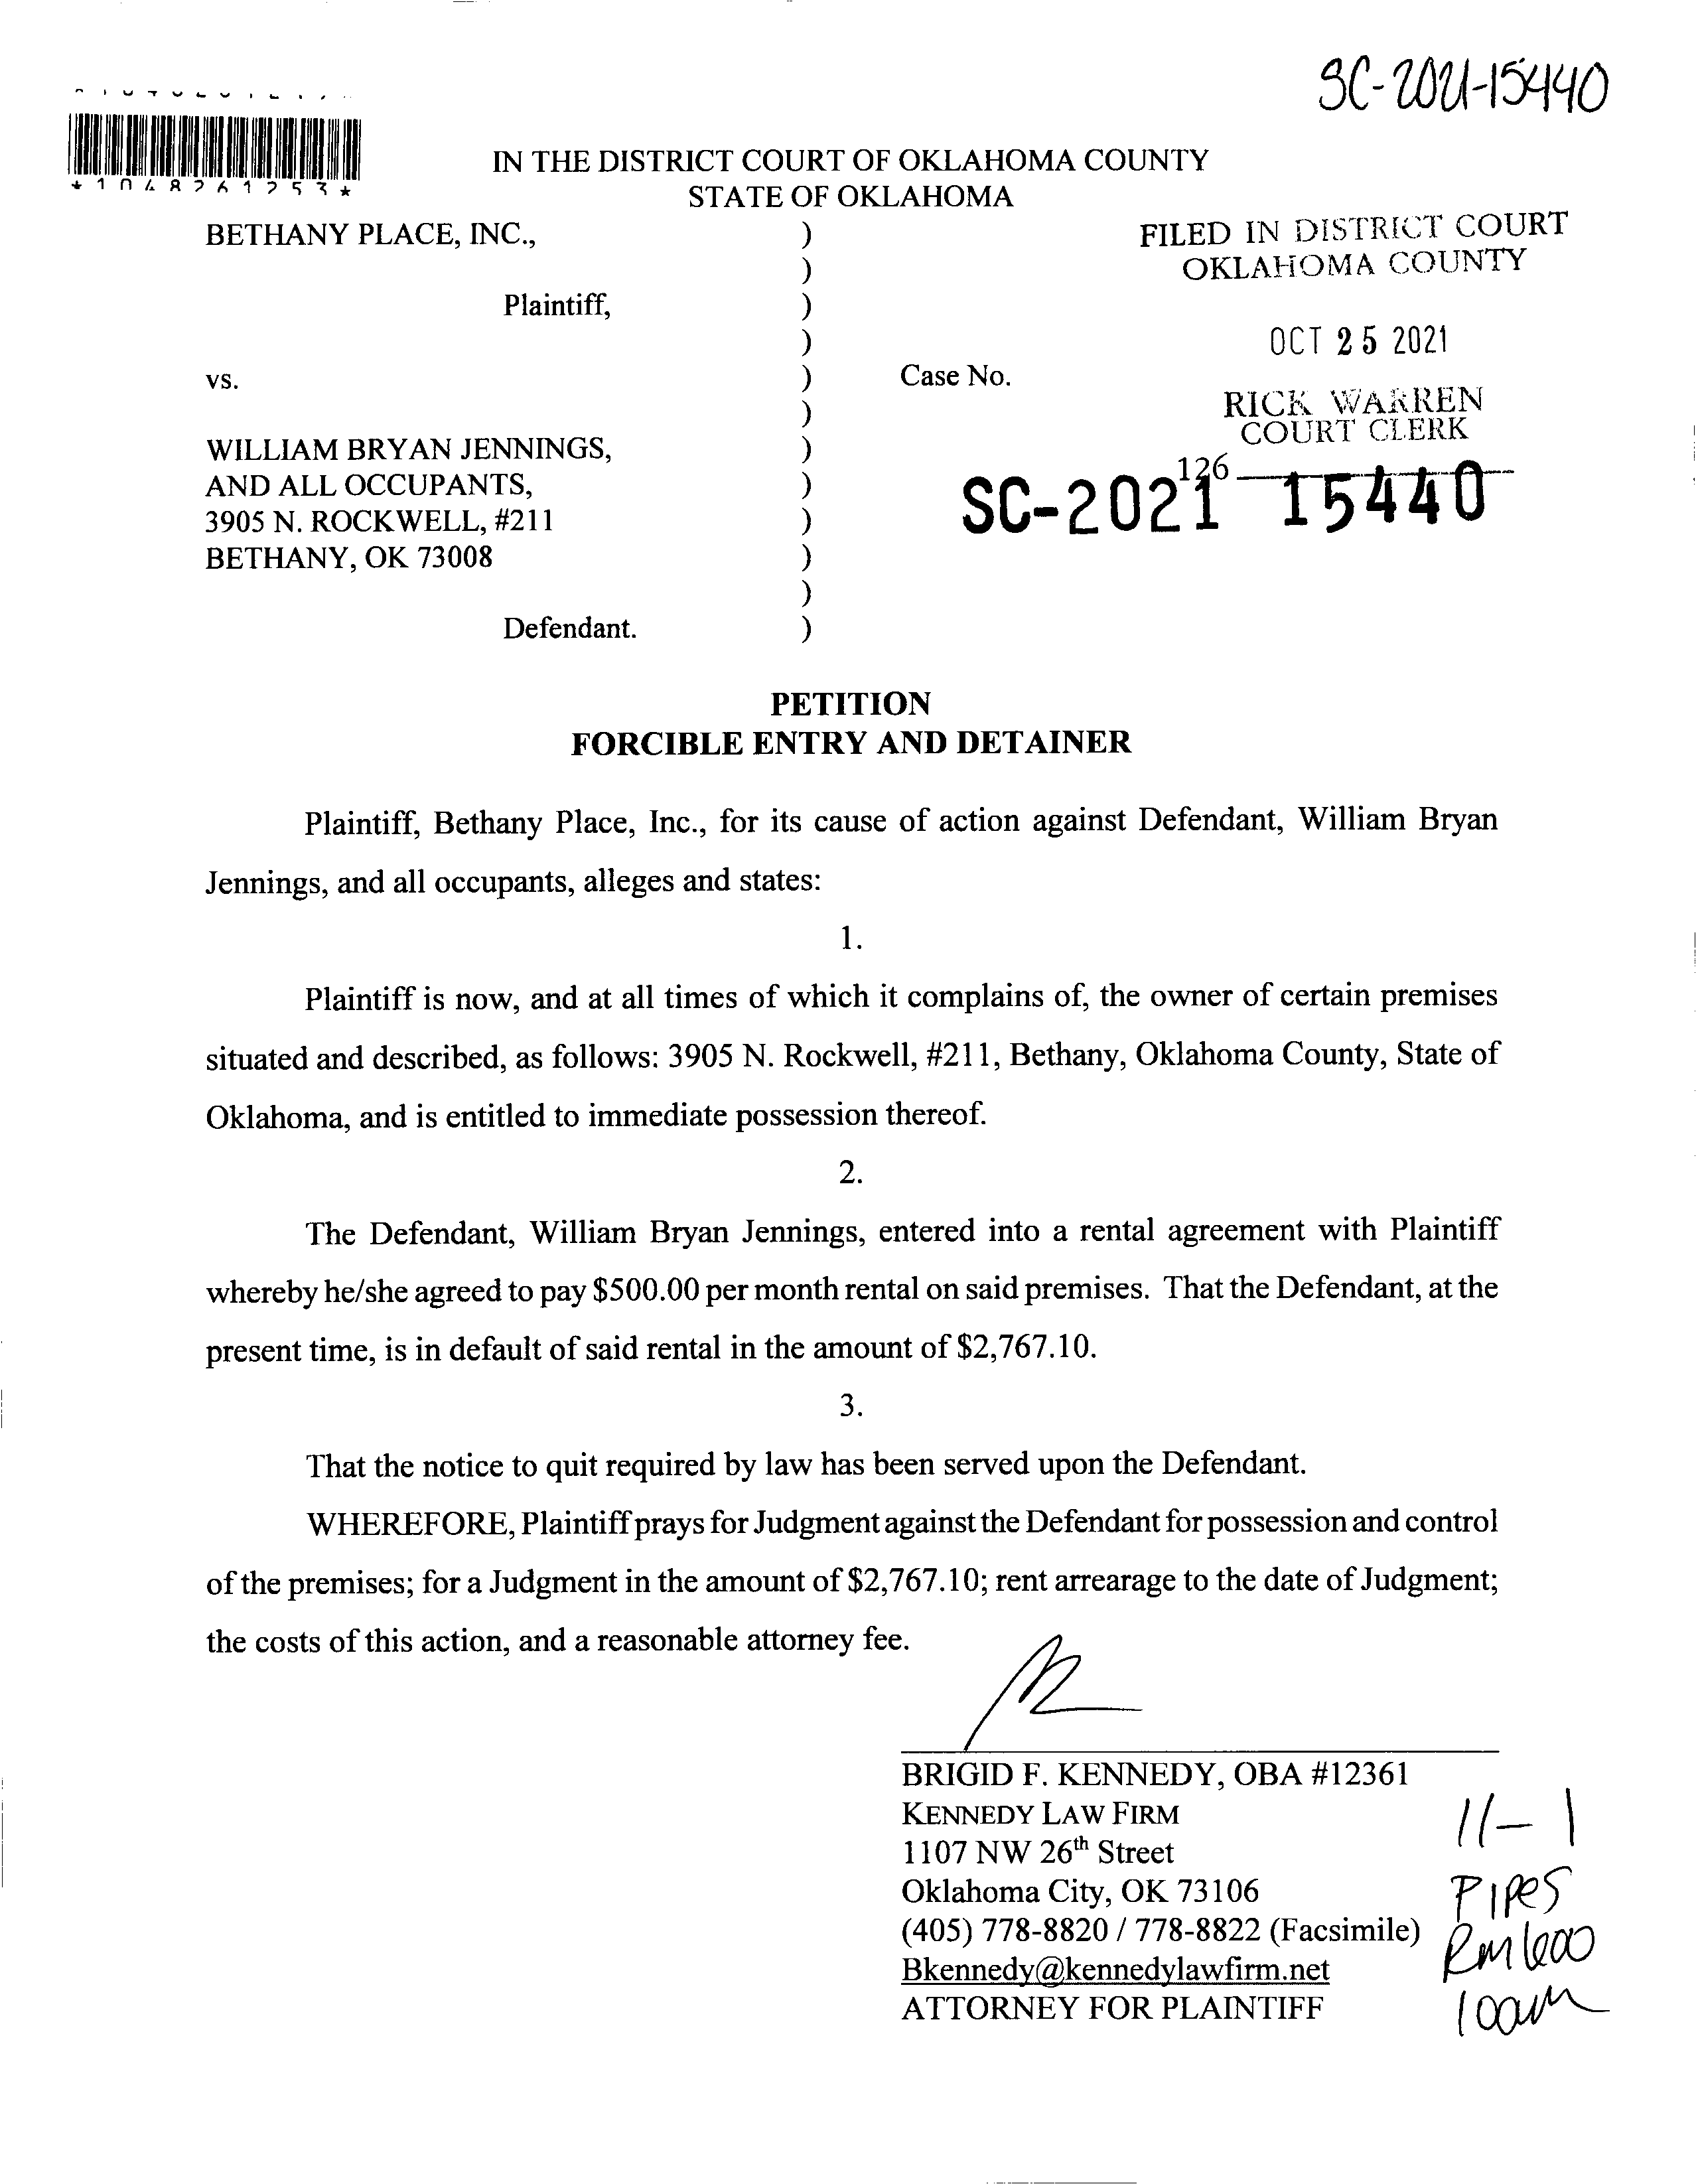 SC-2021-15440
*1048261253*
IN THE DISTRICT COURT OF OKLAHOMA COUNTY
STATE OF OKLAHOMA
BETHANY PLACE, INC., )
)
Plaintiff, )
)
vs. ) Case No.
)
WILLIAM BRYAN JENNINGS, )
AND ALL OCCUPANTS, )
3905 N. ROCKWELL, #211 )
BETHANY, OK 73008 )
)
Defendant. )
FILED IN DISTRICT COURT
OKLAHOMA COUNTY
OCT 25 2021
RICK WARREN
COURT CLERK
126
SC-2021 15440
PETITION
FORCIBLE ENTRY AND DETAINER
Plaintiff, Bethany Place, Inc., for its cause of action against Defendant, William Bryan
Jennings, and all occupants, alleges and states:
1.
Plaintiff is now, and at all times of which it complains of, the owner of certain premises
situated and described, as follows: 3905 N. Rockwell, #211, Bethany, Oklahoma County, State of
Oklahoma, and is entitled to immediate possession thereof.
2.
The Defendant, William Bryan Jennings, entered into a rental agreement with Plaintiff
whereby he/she agreed to pay $500.00 per month rental on said premises. That the Defendant, at the
present time, is in default of said rental in the amount of $2,767.10.
3.
That the notice to quit required by law has been served upon the Defendant.
WHEREFORE, Plaintiff prays for Judgment against the Defendant for possession and control
of the premises; for a Judgment in the amount of $2,767.10; rent arrearage to the date of Judgment;
the costs of this action, and a reasonable attorney fee.
BRIGID F. KENNEDY, OBA #12361
KENNEDY LAW FIRM
1107 NW 26th Street
Oklahoma City, OK 73106
(405) 778-8820 / 778-8822 (Facsimile)
Bkennedy@kennedylawfirm.net
ATTORNEY FOR PLAINTIFF
11-1
PIPES
Rm 600
10am